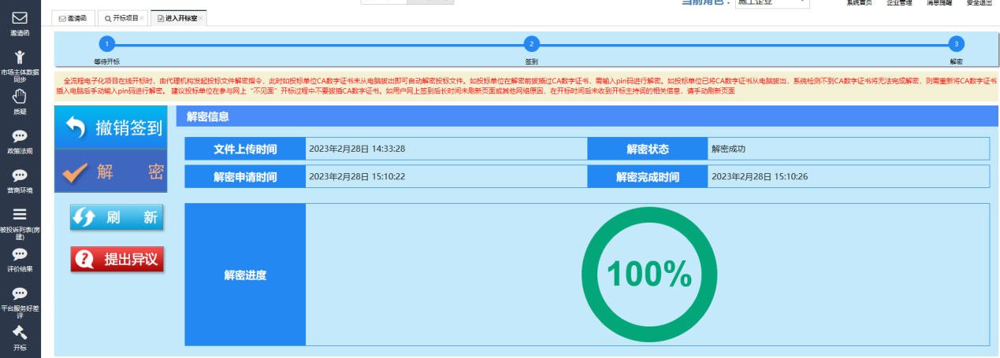 当前角色：
施工企业
系统首页 企业管理 消息提醒 安全退出
邀请函
市场主体数据
同步
质疑
政策法规
营商环境
被投诉列表(房
建)
评价结果
平台服务好差
评
开标
邀请函 开标项目 进入开标室
1 2 3
等待开标 签到 解密
全流程电子化项目在线开标时，由代理机构发起投标文件解密指令，此时如投标单位CA数字证书未从电脑拔出即可自动解密投标文件。如投标单位在解密前拔插过CA数字证书，需输入pin码进行解密。如投标单位已将CA数字证书从电脑拔出，系统检测不到CA数字证书将无法完成解密，则需重新将CA数字证书
插入电脑后手动输入pin码进行解密。 建议投标单位在参与网上“不见面”开标过程中不要拔插CA数字证书。如用户网上签到后长时间未刷新页面或其他网络原因，在开标时间后未收到开标主持词的相关信息，请手动刷新页面
撤销签到
解 密
刷 新
提出异议
解密信息
文件上传时间 2023年2月28日 14:33:28 解密状态 解密成功
解密申请时间 2023年2月28日 15:10:22 解密完成时间 2023年2月28日 15:10:26
解密进度 100%